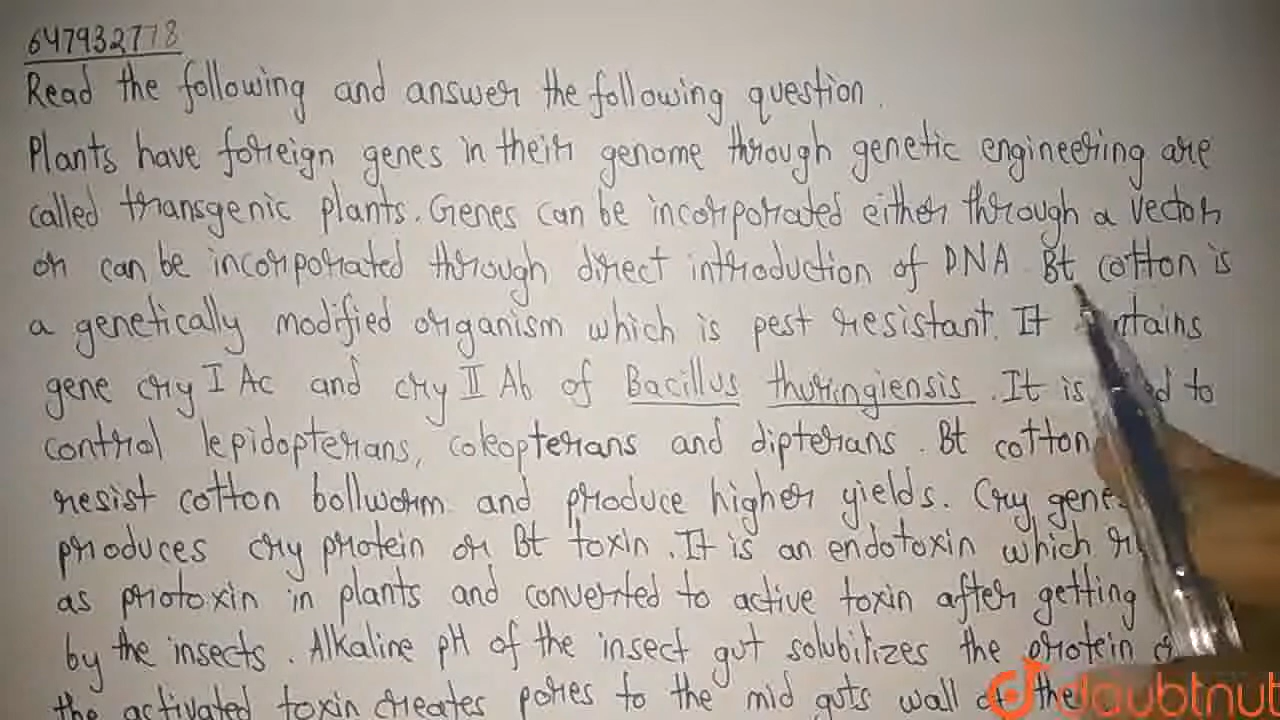 647932778
Read the following and answer the following question.
Plants have foreign genes in their genome through genetic engineering are
called transgenic plants. Genes can be incorporated either through a vector
or can be incorporated through direct introduction of DNA. Bt cotton is
a genetically modified organism which is pest resistant. It
gene cry I Ac and cry II Ab of Bacillus thuringiensis. It is to
control lepidopterans, coleopterans and dipterans. Bt cotton
resist cotton bollworm and produce higher yields. Cry gene
produces cry protein or Bt toxin. It is an endotoxin which
as protoxin in plants and converted to active toxin after getting
by the insects. Alkaline pH of the insect gut solubilizes the protein
the activated toxin creates pores to the mid guts wall of the
doubtnut